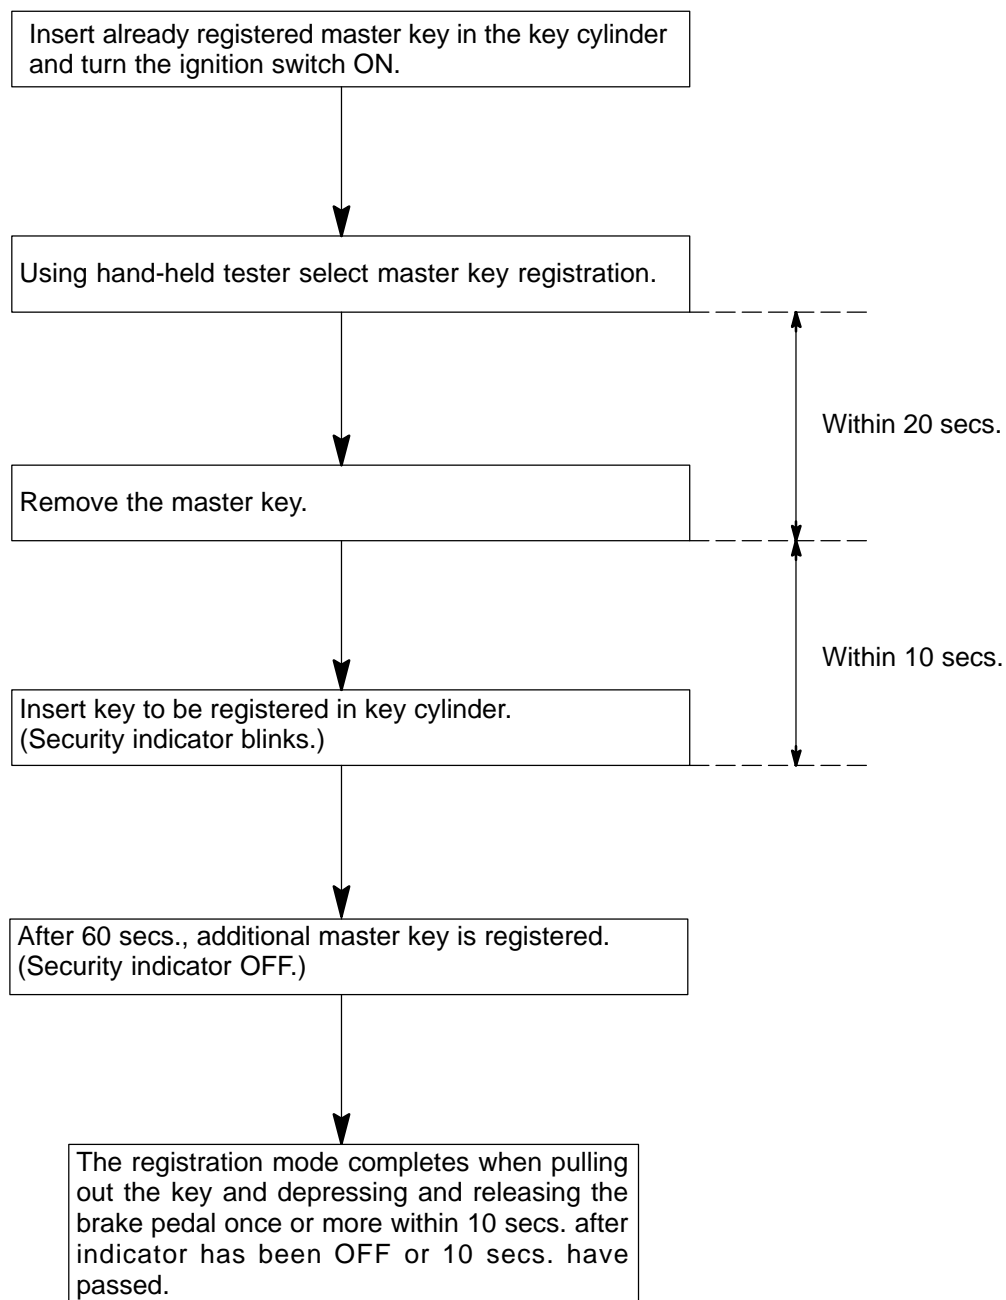 Insert already registered master key in the key cylinder
and turn the ignition switch ON.
Using hand-held tester select master key registration.
Within 20 secs.
Remove the master key.
Within 10 secs.
Insert key to be registered in key cylinder.
(Security indicator blinks.)
After 60 secs., additional master key is registered.
(Security indicator OFF.)
The registration mode completes when pulling
out the key and depressing and releasing the
brake pedal once or more within 10 secs. after
indicator has been OFF or 10 secs. have
passed.